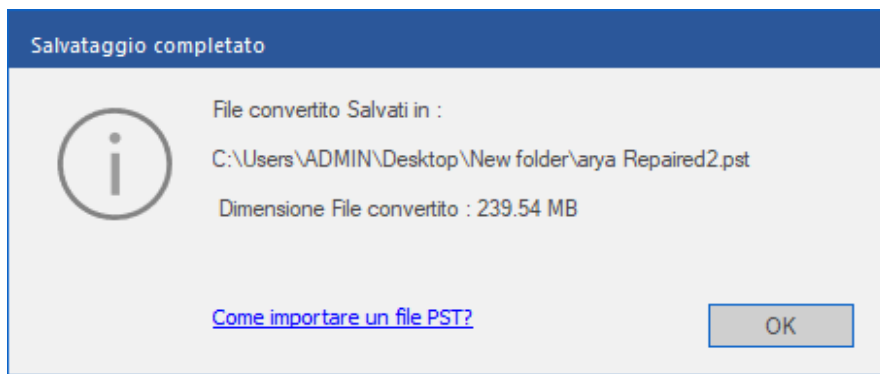 Salvataggio completato
File convertito Salvati in :
C:\Users\ADMIN\Desktop\New folder\arya Repaired2.pst
Dimensione File convertito : 239.54 MB
Come importare un file PST?
OK